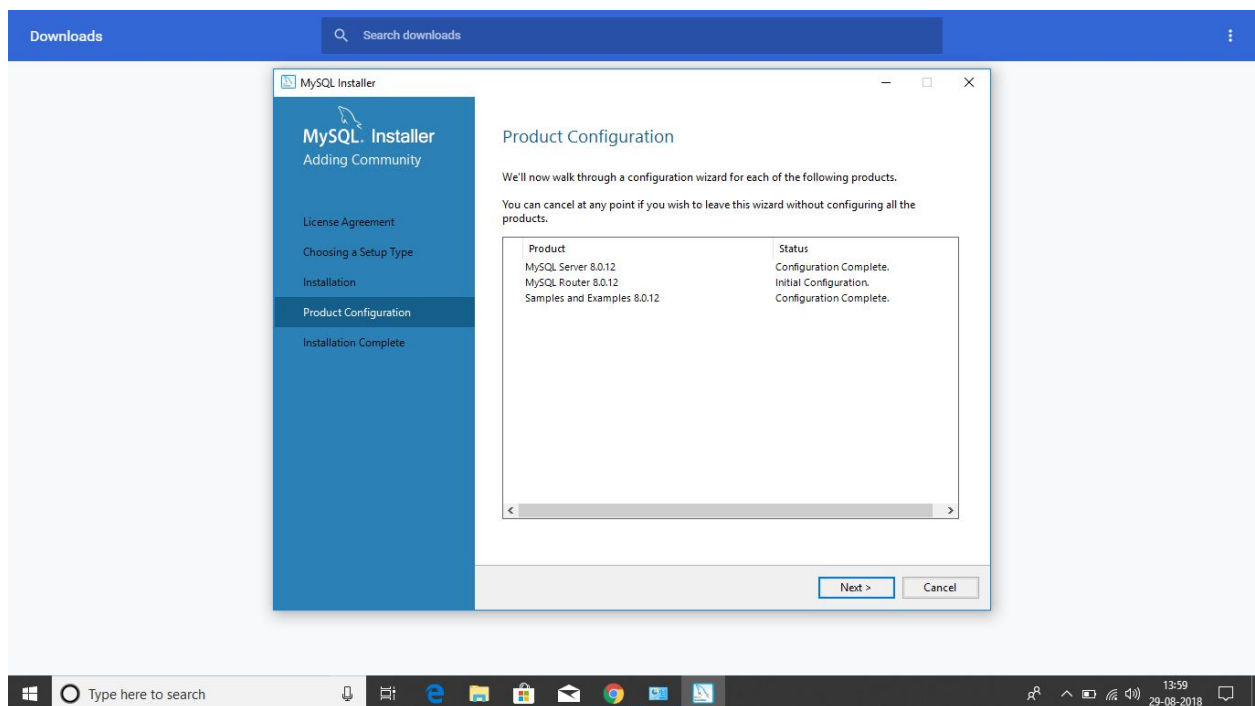 Downloads
Search downloads
MySQL Installer
MySQL. Installer
Adding Community
License Agreement
Choosing a Setup Type
Installation
Product Configuration
Installation Complete
Product Configuration
We'll now walk through a configuration wizard for each of the following products.
You can cancel at any point if you wish to leave this wizard without configuring all the
products.
Product Status
MySQL Server 8.0.12 Configuration Complete.
MySQL Router 8.0.12 Initial Configuration.
Samples and Examples 8.0.12 Configuration Complete.
Next >
Cancel
Type here to search
13:59
29-08-2018